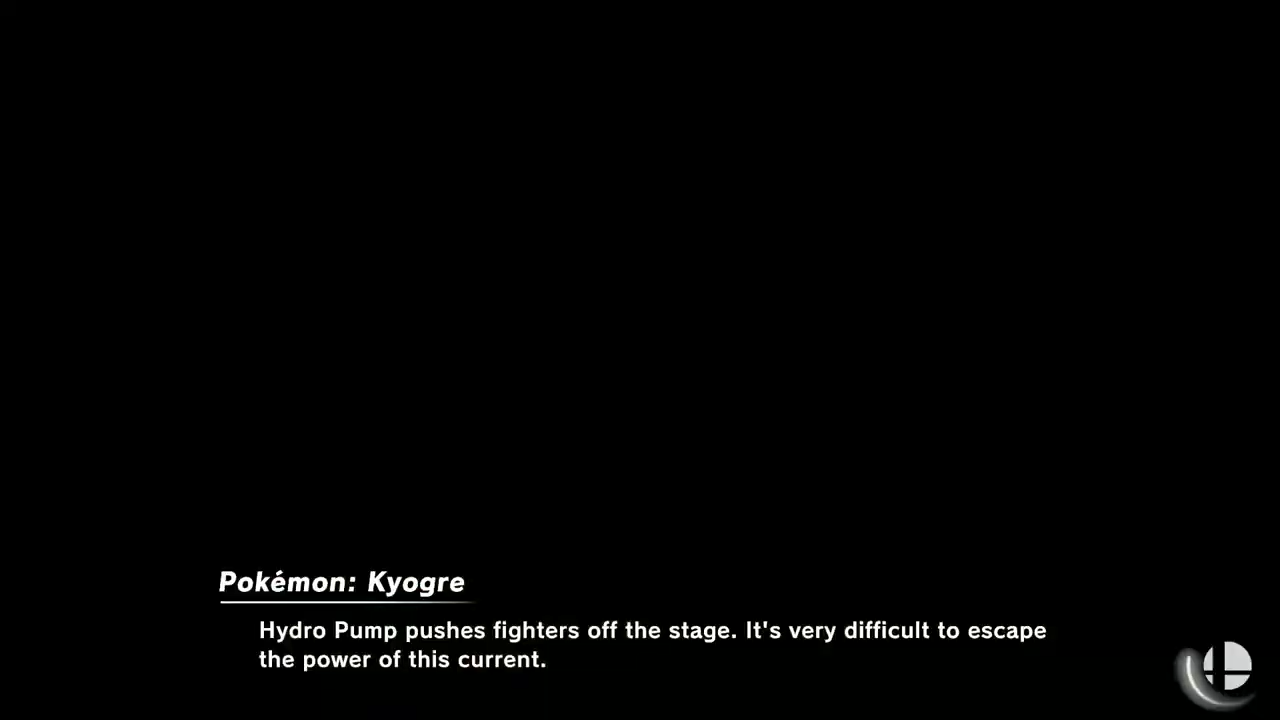 Pokémon: Kyogre
Hydro Pump pushes fighters off the stage. It's very difficult to escape
the power of this current.